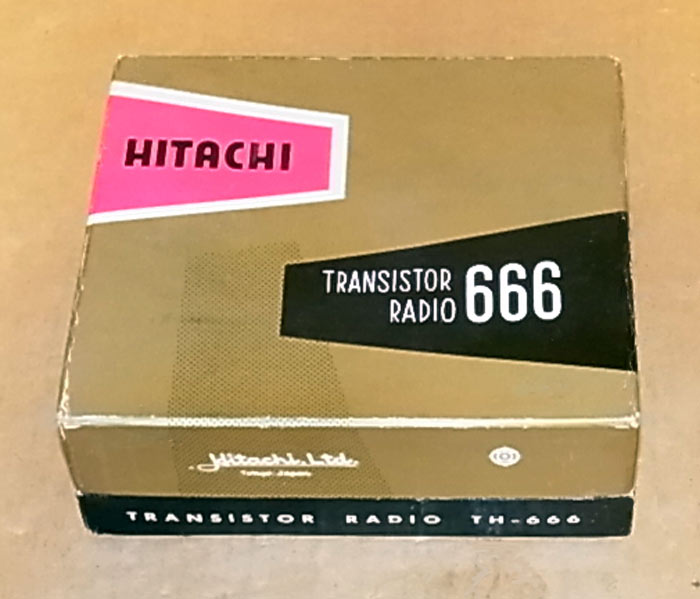 HITACHI
TRANSISTOR
RADIO 666
Hitachi, Ltd.
Tokyo Japan
TRANSISTOR RADIO TH-666